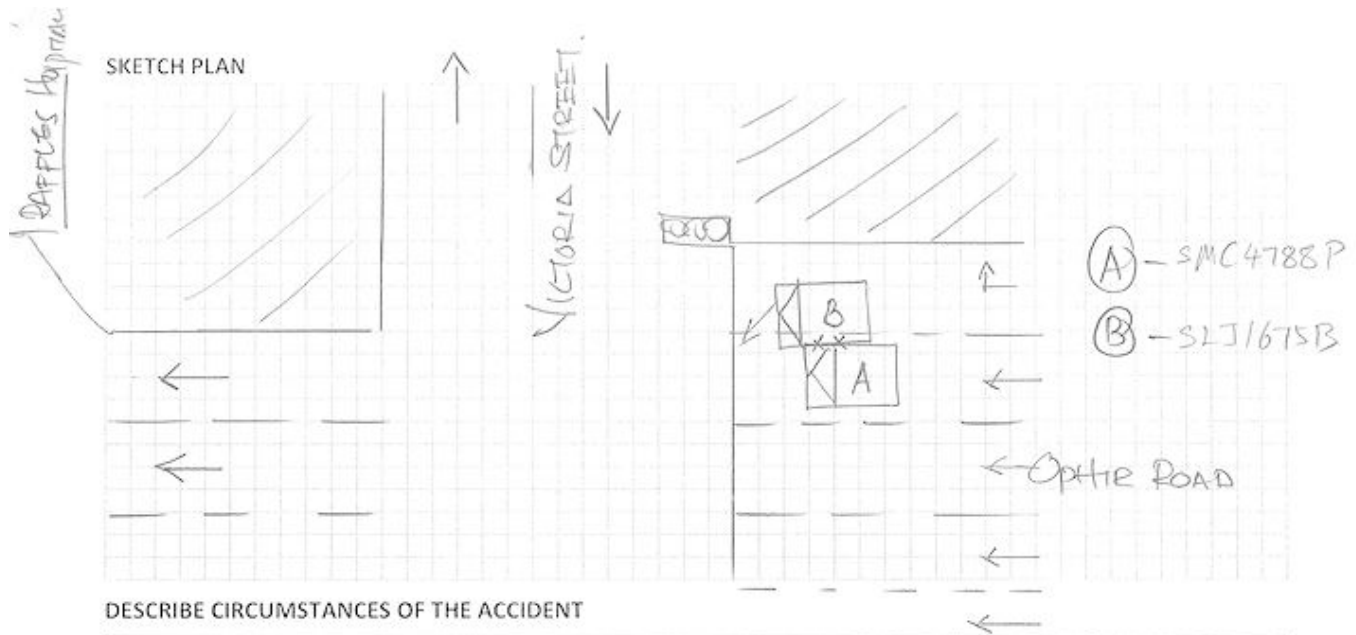 RAFFLES Hospital
SKETCH PLAN
VICTORIA STREET.
B
A
A - SMC4788P
B - SLJ1675B
OPHIR ROAD
DESCRIBE CIRCUMSTANCES OF THE ACCIDENT